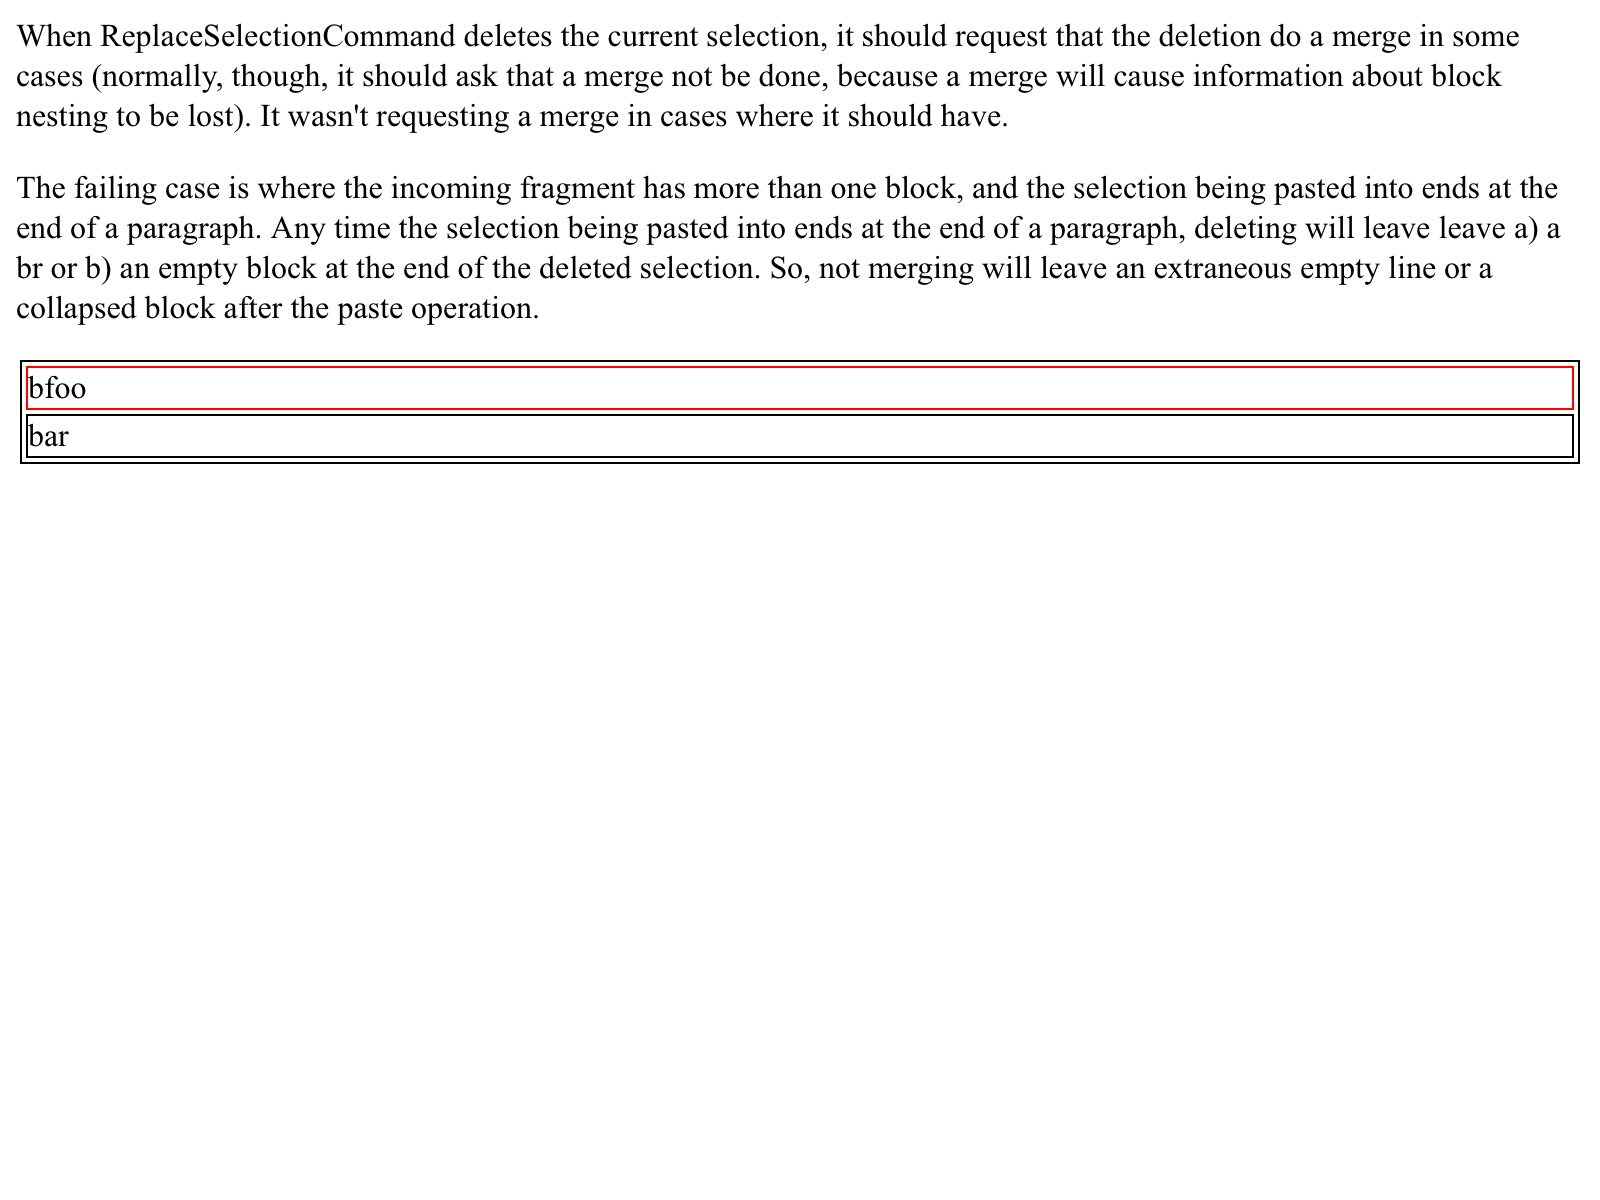 When ReplaceSelectionCommand deletes the current selection, it should request that the deletion do a merge in some
cases (normally, though, it should ask that a merge not be done, because a merge will cause information about block
nesting to be lost). It wasn't requesting a merge in cases where it should have.
The failing case is where the incoming fragment has more than one block, and the selection being pasted into ends at the
end of a paragraph. Any time the selection being pasted into ends at the end of a paragraph, deleting will leave leave a) a
br or b) an empty block at the end of the deleted selection. So, not merging will leave an extraneous empty line or a
collapsed block after the paste operation.
bfoo
bar